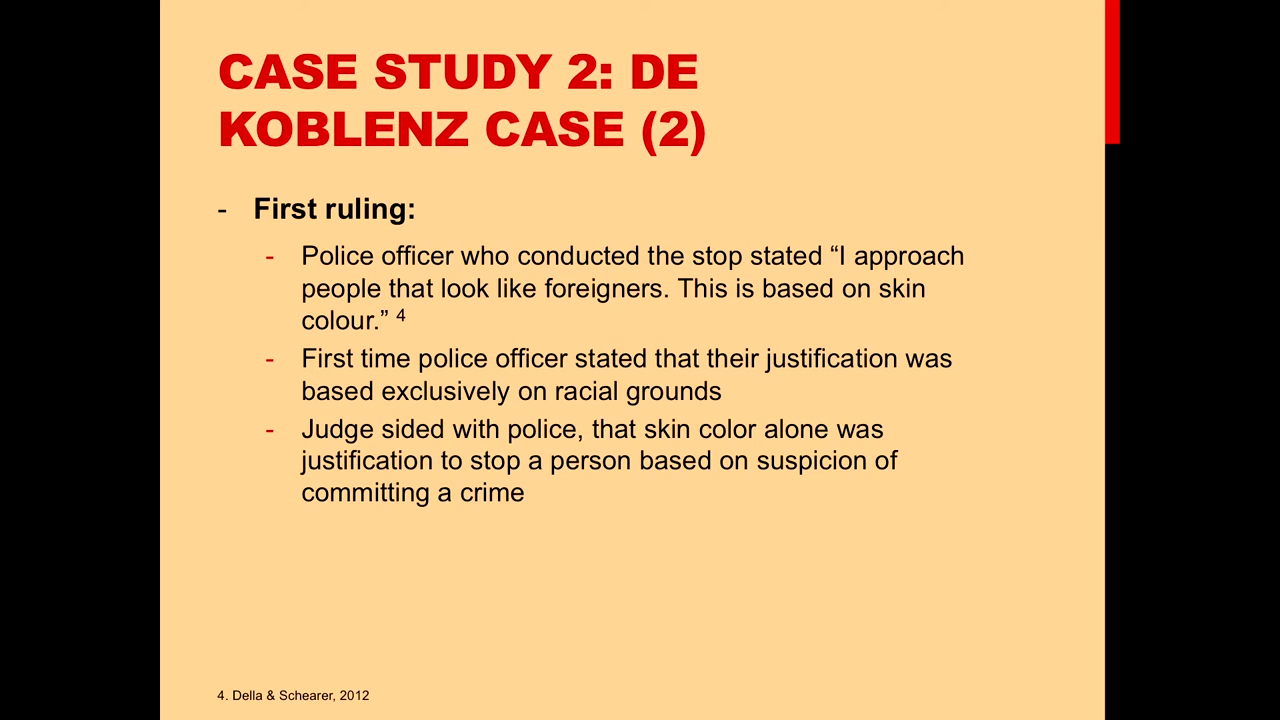 CASE STUDY 2: DE
KOBLENZ CASE (2)
- First ruling:
- Police officer who conducted the stop stated “I approach
people that look like foreigners. This is based on skin
colour.” 4
- First time police officer stated that their justification was
based exclusively on racial grounds
- Judge sided with police, that skin color alone was
justification to stop a person based on suspicion of
committing a crime
4. Della & Schearer, 2012